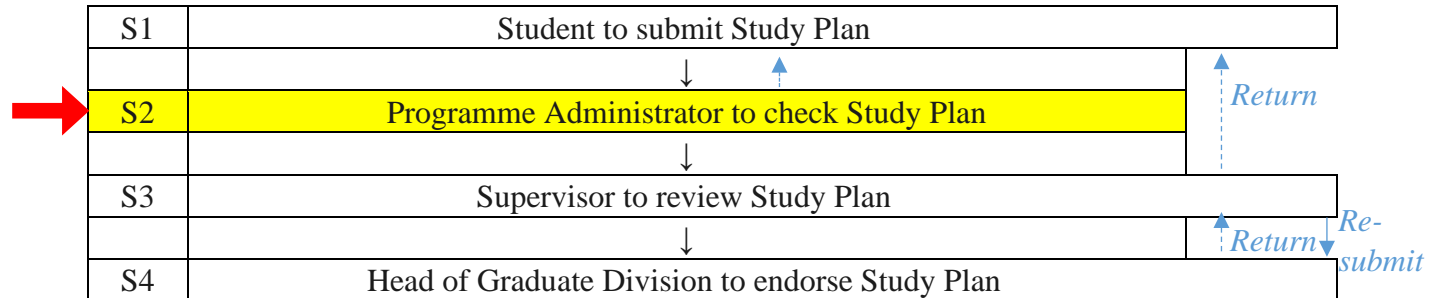 S1 Student to submit Study Plan
↓
Return
S2 Programme Administrator to check Study Plan
↓
S3 Supervisor to review Study Plan
Re-
↓ Return
submit
S4 Head of Graduate Division to endorse Study Plan